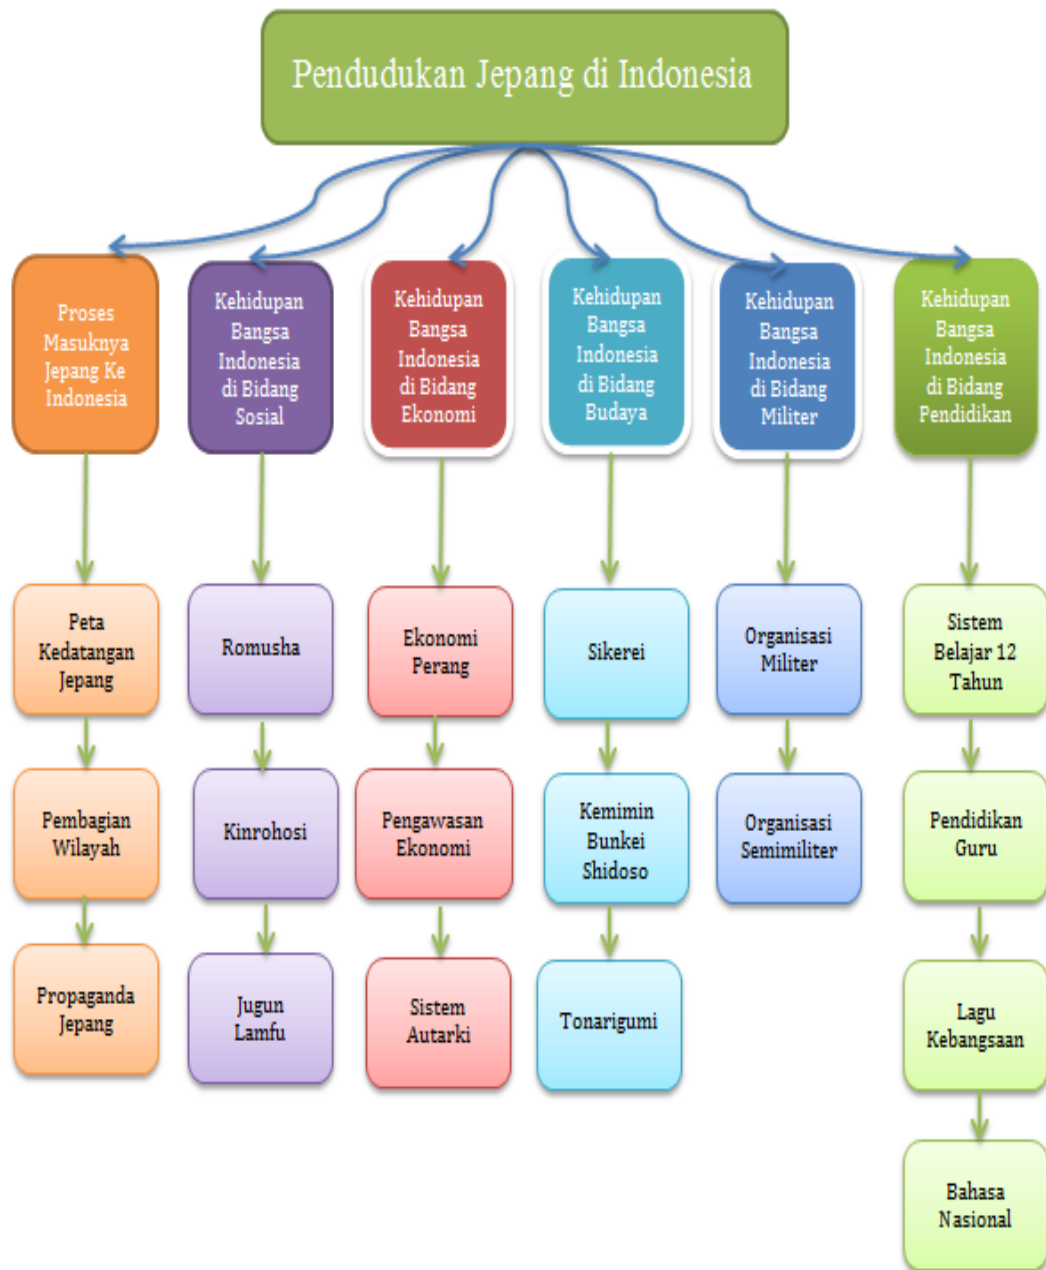 Pendudukan Jepang di Indonesia
Proses
Masuknya
Jepang Ke
Indonesia
Kehidupan
Bangsa
Indonesia
di Bidang
Sosial
Kehidupan
Bangsa
Indonesia
di Bidang
Ekonomi
Kehidupan
Bangsa
Indonesia
di Bidang
Budaya
Kehidupan
Bangsa
Indonesia
di Bidang
Militer
Kehidupan
Bangsa
Indonesia
di Bidang
Pendidikan
Peta
Kedatangan
Jepang
Romusha
Ekonomi
Perang
Sikerei
Organisasi
Militer
Sistem
Belajar 12
Tahun
Pembagian
Wilayah
Kinrohosi
Pengawasan
Ekonomi
Kemimin
Bunkei
Shidoso
Organisasi
Semimiliter
Pendidikan
Guru
Propaganda
Jepang
Jugun
Lamfu
Sistem
Autarki
Tonarigumi
Lagu
Kebangsaan
Bahasa
Nasional